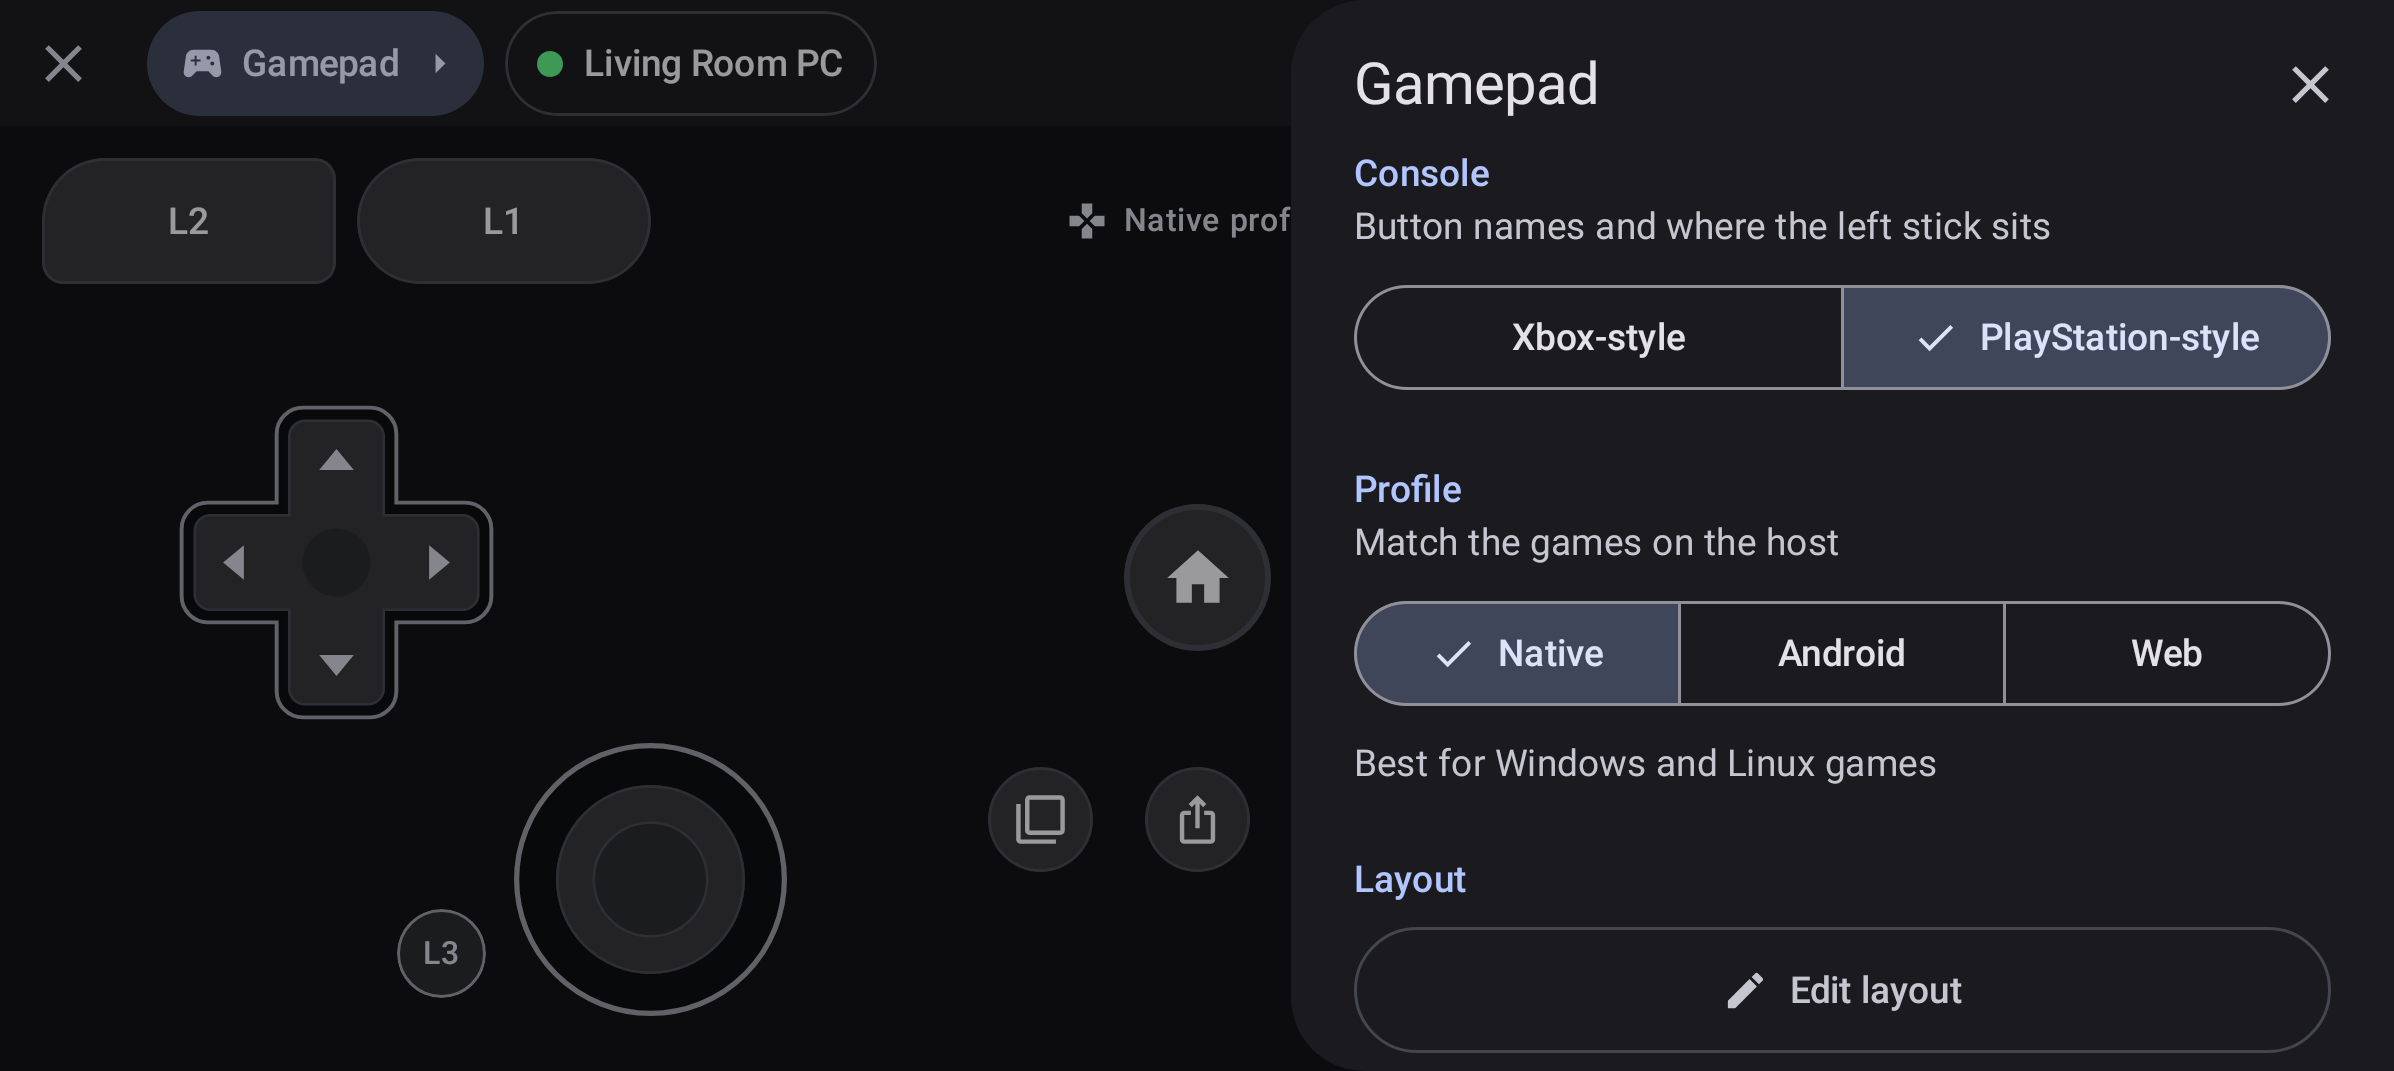 Gamepad
Living Room PC
L2
L1
Native prof
L3
Gamepad
Console
Button names and where the left stick sits
Xbox-style
PlayStation-style
Profile
Match the games on the host
Native
Android
Web
Best for Windows and Linux games
Layout
Edit layout